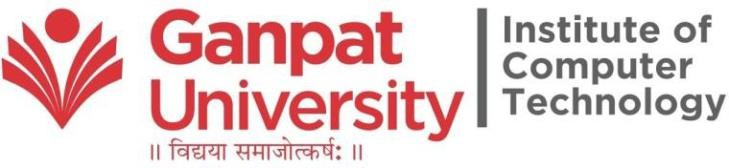 Ganpat
University
॥ विद्यया समाजोत्कर्षः ॥
Institute of
Computer
Technology